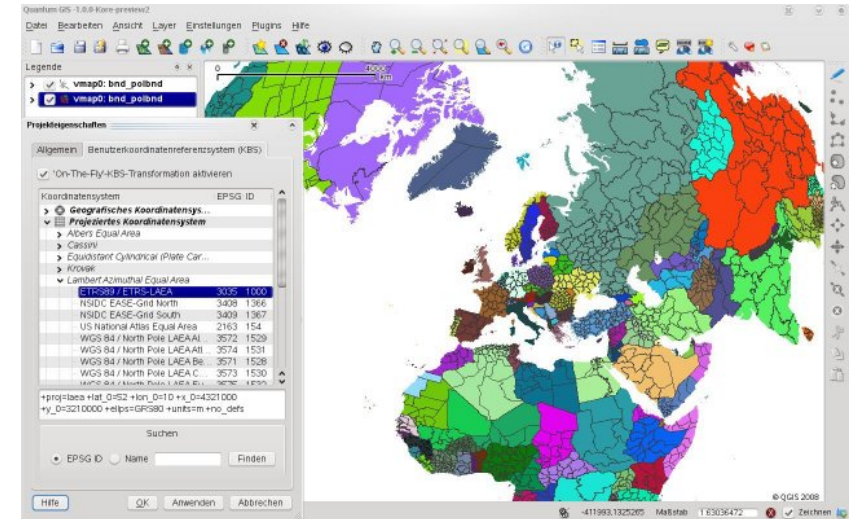 Quantum GIS -1.0.0-Kore-preview2
Datei Bearbeiten Ansicht Layer Einstellungen Plugins Hilfe
Legende
vmap0: bnd_polbnd
vmap0: bnd_polbnd
0
km
Projekteigenschaften
Allgemein Benutzerkoordinatenreferenzsystem (KBS)
'On-The-Fly'-KBS-Transformation aktivieren
Koordinatensystem EPSG ID
Geografisches Koordinatensys...
Projeziertes Koordinatensystem
Albers Equal Area
Cassini
Equidistant Cylindrical (Plate Car...
Krovak
Lambert Azimuthal Equal Area
ETRS89 / ETRS-LAEA 3035 1000
NSIDC EASE-Grid North 3408 1366
NSIDC EASE-Grid South 3409 1367
US National Atlas Equal Area 2163 154
WGS 84 / North Pole LAEA Al... 3572 1529
WGS 84 / North Pole LAEA Atl... 3574 1531
WGS 84 / North Pole LAEA Be... 3571 1528
WGS 84 / North Pole LAEA C... 3573 1530
+proj=laea +lat_0=52 +lon_0=10 +x_0=4321000
+y_0=3210000 +ellps=GRS80 +units=m +no_defs
Suchen
EPSG ID Name Finden
Hilfe OK Anwenden Abbrechen
© QGIS 2008
-411993,1325265 Maßstab 1:63036472 Zeichnen